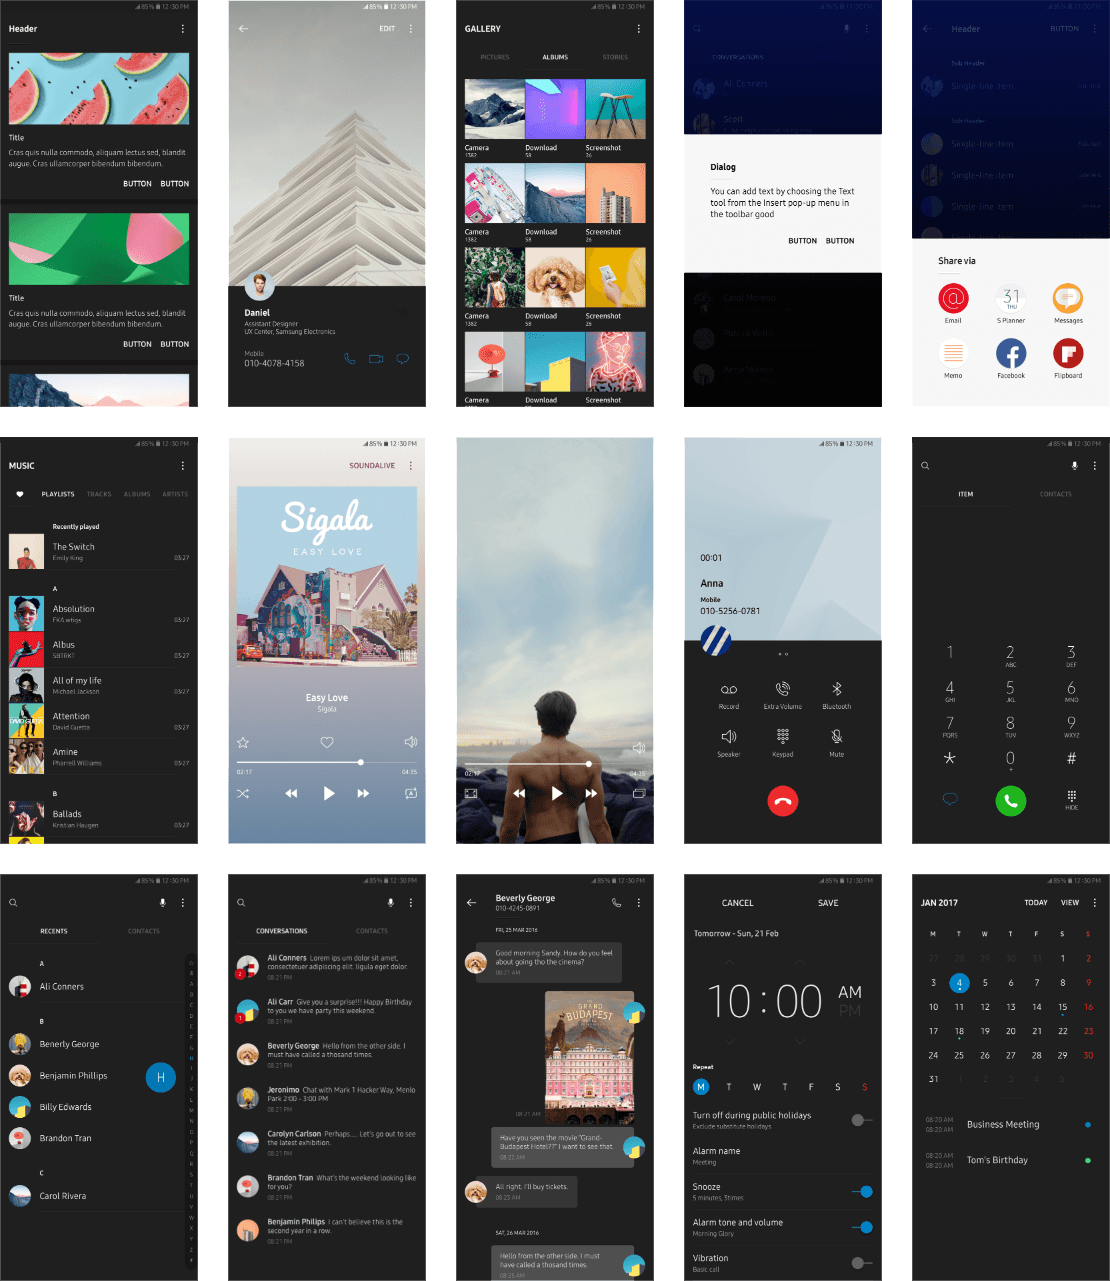 85% 12:30 PM
Header
Title
Cras quis nulla commodo, aliquam lectus sed, blandit
augue. Cras ullamcorper bibendum bibendum.
BUTTON BUTTON
Title
Cras quis nulla commodo, aliquam lectus sed, blandit
augue. Cras ullamcorper bibendum bibendum.
BUTTON BUTTON
85% 12:30 PM
EDIT
Daniel
Assistant Designer
UX Center, Samsung Electronics
Mobile
010-4078-4158
85% 12:30 PM
GALLERY
PICTURES ALBUMS STORIES
Camera Download Screenshot
1382 58 26
Camera Download Screenshot
1382 58 26
Camera Download Screenshot
1382 58 26
Camera Download Screenshot
85% 12:30 PM
CONVERSATIONS
Ali Conners
Scott
Dialog
You can add text by choosing the Text
tool from the Insert pop-up menu in
the toolbar good
BUTTON BUTTON
85% 12:30 PM
Header BUTTON
Sub Header
Single-line item
Sub Header
Single-line item
Single-line item
Single-line item
Share via
31
THU
Email S Planner Messages
Memo Facebook Flipboard
85% 12:30 PM
MUSIC
PLAYLISTS TRACKS ALBUMS ARTISTS
Recently played
The Switch
Emily King 03:27
A
Absolution
FKA twigs 03:27
Albus
SBTRKT 03:27
All of my life
Michael Jackson 03:27
Attention
David Guetta 03:27
Amine
Pharrell Williams 03:27
B
Ballads
Kristian Haugen 03:27
85% 12:30 PM
SOUNDALIVE
Sigala
EASY LOVE
Easy Love
Sigala
02:17 04:35
A
02:17 04:35
85% 12:30 PM
00:01
Anna
Mobile
010-5256-0781
Record Extra Volume Bluetooth
Speaker Keypad Mute
85% 12:30 PM
ITEM CONTACTS
1 2 3
ABC DEF
4 5 6
GHI JKL MNO
7 8 9
PQRS TUV WXYZ
* 0 #
+
HIDE
85% 12:30 PM
RECENTS CONTACTS
A
Ali Conners
B
Benerly George
Benjamin Phillips
H
Billy Edwards
Brandon Tran
C
Carol Rivera
85% 12:30 PM
CONVERSATIONS CONTACTS
Ali Conners Lorem ips um dolor sit amet,
consectetuer adipiscing elit. ligula eget dolor.
2
08:21 PM
Ali Carr Give you a surprise!!! Happy Birthday
to you we have party this weekend.
1
08:21 PM
Beverly George Hello from the other side. I
must have called a thosand times.
08:21 PM
Jeronimo Chat with Mark 1 Hacker Way, Menlo
Park 2:00 - 3:00 PM
08:21 PM
Carolyn Carlson Perhaps.... Let's go out to see
the latest exhibition.
08:21 PM
Brandon Tran What's the weekend looking like
for you?
08:21 PM
Benjamin Philips I can't believe this is the
second year in a row.
08:21 PM
85% 12:30 PM
Beverly George
010-4245-0891
FRI, 25 MAR 2016
Good morning Sandy. How do you feel
about going tho the cinema?
08:21 AM
THE GRAND
BUDAPEST
HOTEL
08:21 AM
Have you seen the movie "Grand-
Budapest Hotel??" I want to see that.
08:22 AM
All right. I'll buy tickets.
08:23 AM
SAT, 26 MAR 2016
Hello from the other side. I must
have called a thosand times.
08:25 AM
85% 12:30 PM
CANCEL SAVE
Tomorrow - Sun, 21 Feb
10 : 00 AM
PM
Repeat
M T W T F S S
Turn off during public holidays
Exclude substitute holidays
Alarm name
Meeting
Snooze
5 minutes, 3times
Alarm tone and volume
Morning Glory
Vibration
Basic call
85% 12:30 PM
JAN 2017 TODAY VIEW
M T W T F S S
27 28 29 30 31 1 2
3 4 5 6 7 8 9
10 11 12 13 14 15 16
17 18 19 20 21 22 23
24 25 26 27 28 29 30
31 1 2 3 4 5
08:20 AM
08:20 AM Business Meeting
08:20 AM
08:20 AM Tom's Birthday